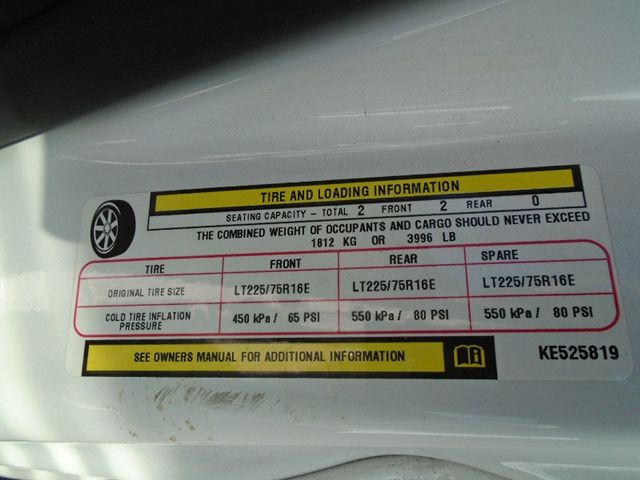 TIRE AND LOADING INFORMATION
SEATING CAPACITY - TOTAL 2 FRONT 2 REAR 0
THE COMBINED WEIGHT OF OCCUPANTS AND CARGO SHOULD NEVER EXCEED
1812 KG OR 3996 LB
TIRE FRONT REAR SPARE
ORIGINAL TIRE SIZE LT225/75R16E LT225/75R16E LT225/75R16E
COLD TIRE INFLATION PRESSURE 450 kPa / 65 PSI 550 kPa / 80 PSI 550 kPa / 80 PSI
SEE OWNERS MANUAL FOR ADDITIONAL INFORMATION KE525819